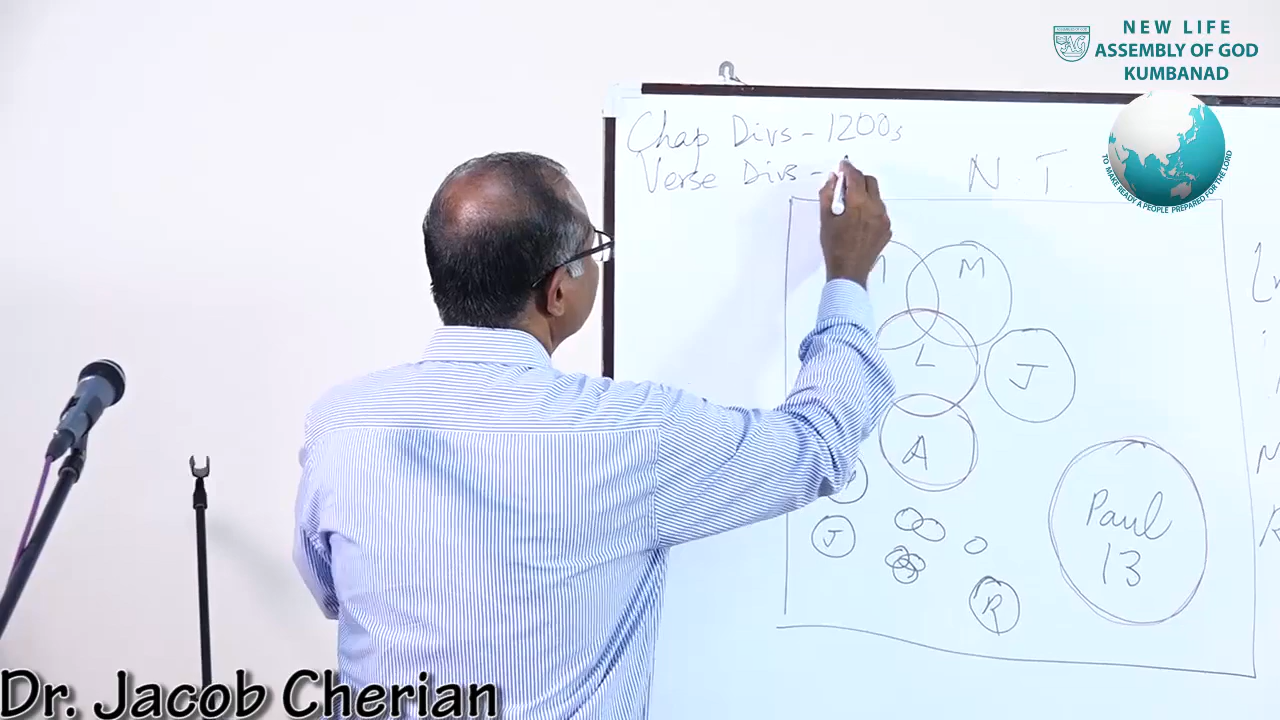 NEW LIFE
ASSEMBLY OF GOD
KUMBANAD
TO MAKE READY A PEOPLE PREPARED FOR THE LORD
Chap Divs - 1200s
Verse Divs -
N. T.
M
L
J
A
J
R
Paul
13
Dr. Jacob Cherian